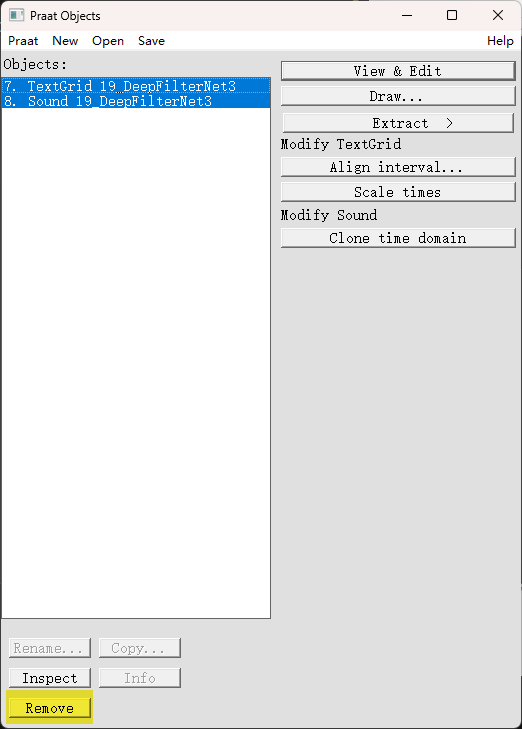 Praat Objects
Praat New Open Save Help
Objects:
7. TextGrid 19_DeepFilterNet3
8. Sound 19_DeepFilterNet3
View & Edit
Draw...
Extract >
Modify TextGrid
Align interval...
Scale times
Modify Sound
Clone time domain
Rename... Copy...
Inspect Info
Remove